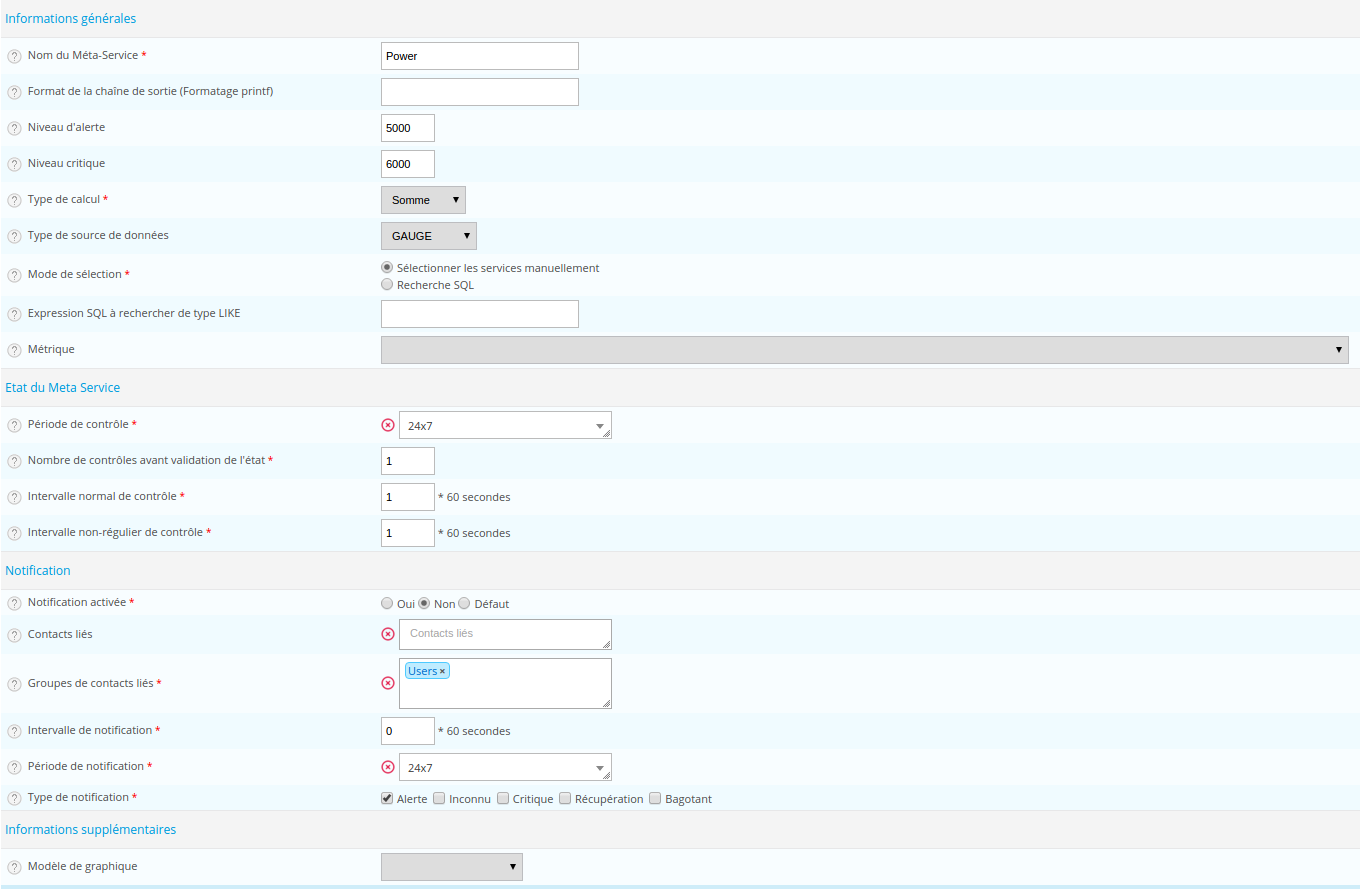 Informations générales
? Nom du Méta-Service * Power
? Format de la chaîne de sortie (Formatage printf)
? Niveau d'alerte 5000
? Niveau critique 6000
? Type de calcul * Somme
? Type de source de données GAUGE
? Mode de sélection * Sélectionner les services manuellement
Recherche SQL
? Expression SQL à rechercher de type LIKE
? Métrique
Etat du Meta Service
? Période de contrôle * 24x7
? Nombre de contrôles avant validation de l'état * 1
? Intervalle normal de contrôle * 1 * 60 secondes
? Intervalle non-régulier de contrôle * 1 * 60 secondes
Notification
? Notification activée * Oui Non Défaut
? Contacts liés Contacts liés
? Groupes de contacts liés * Users ×
? Intervalle de notification * 0 * 60 secondes
? Période de notification * 24x7
? Type de notification * Alerte Inconnu Critique Récupération Bagotant
Informations supplémentaires
? Modèle de graphique